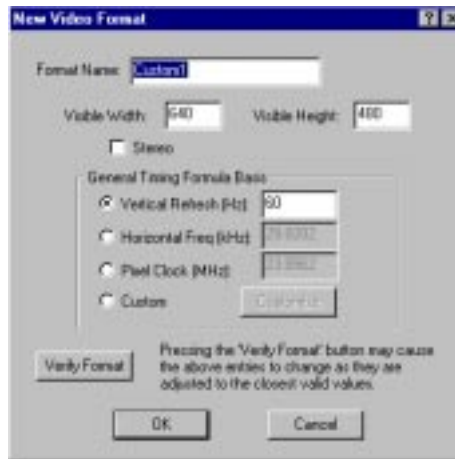 New Video Format
Format Name: Custom1
Visible Width: 640 Visible Height: 480
Stereo
General Timing Formula Basis
Vertical Refresh (Hz) 60
Horizontal Freq (kHz)
Pixel Clock (MHz)
Custom
Verify Format
Pressing the 'Verify Format' button may cause
the above entries to change as they are
adjusted to the closest valid values.
OK Cancel